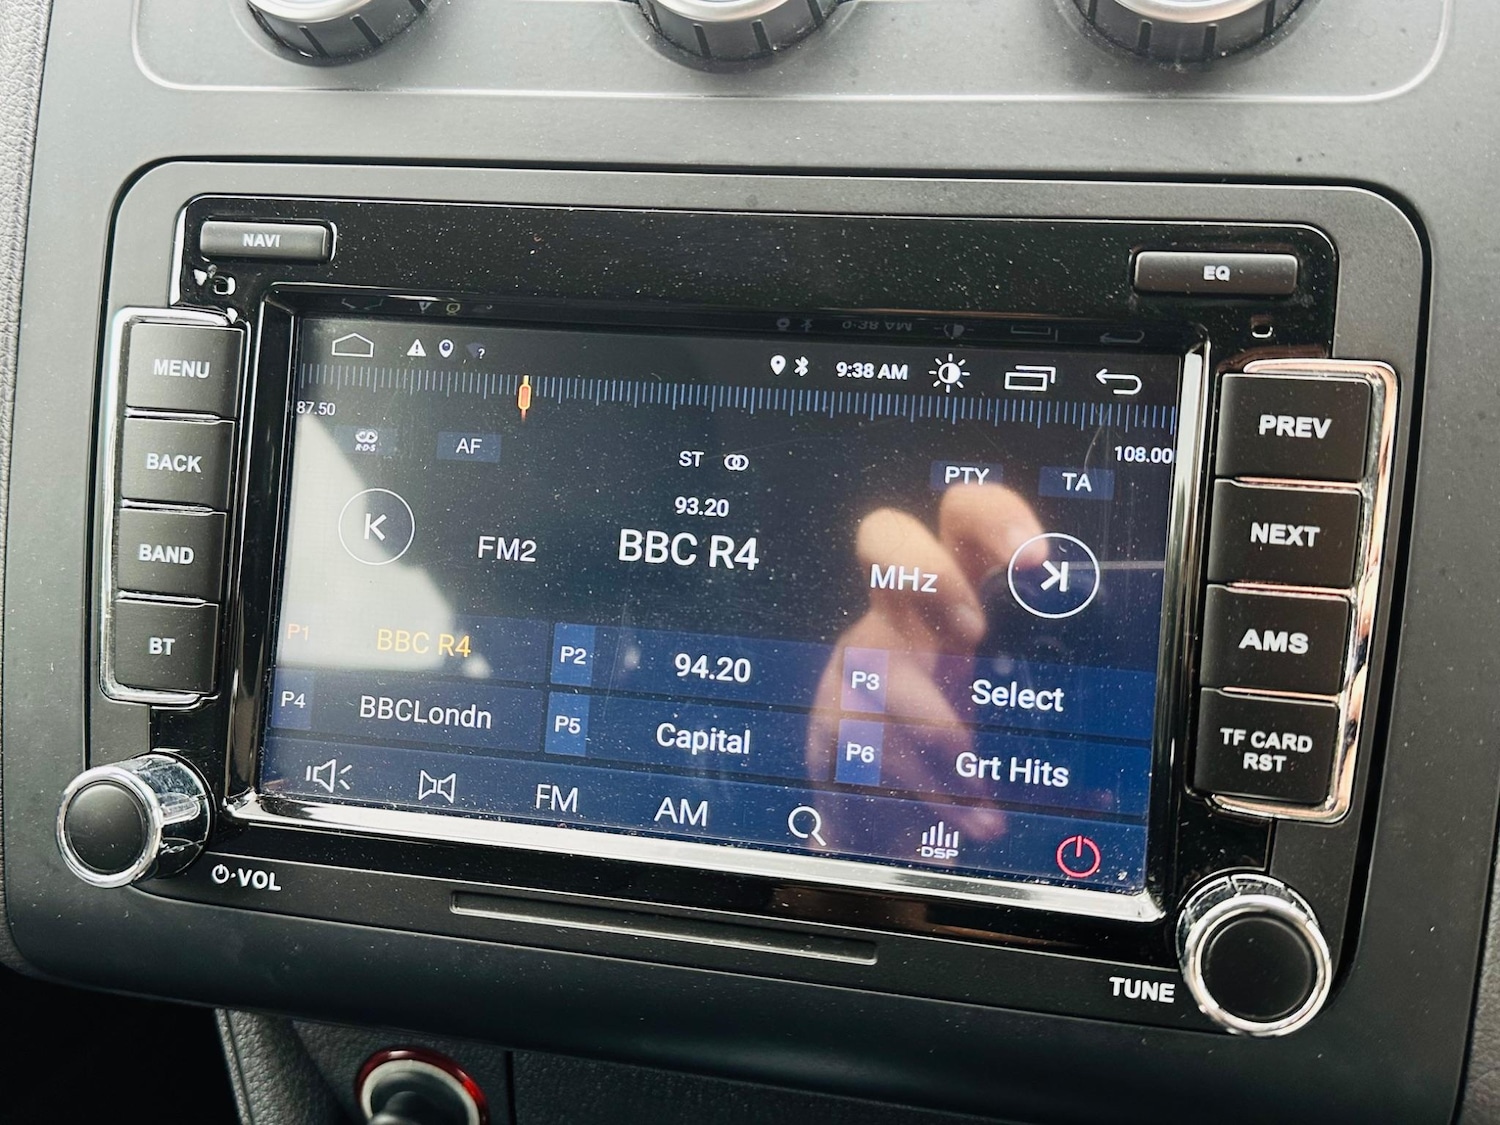 NAVI
EQ
MENU
BACK
BAND
BT
? 9:38 AM
87.50
108.00
RDS AF ST PTY TA
93.20
FM2 BBC R4 MHz
P1 BBC R4 P2 94.20 P3 Select
P4 BBCLondn P5 Capital P6 Grt Hits
FM AM DSP
PREV
NEXT
AMS
TF CARD
RST
VOL
TUNE